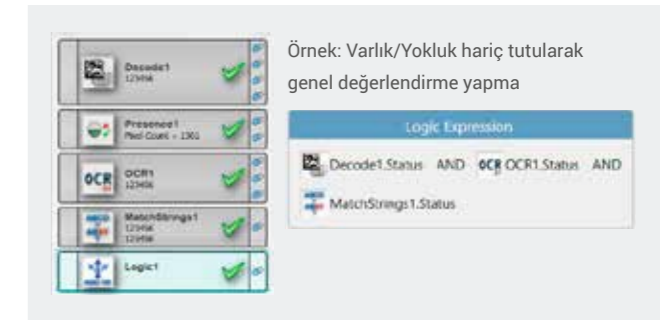 Decode1
123456
Presence1
Pixel Count = 1301
OCR
OCR1
123456
MatchStrings1
123456
123456
Logic1
Örnek: Varlık/Yokluk hariç tutularak
genel değerlendirme yapma
Logic Expression
Decode1.Status AND OCR OCR1.Status AND
MatchStrings1.Status